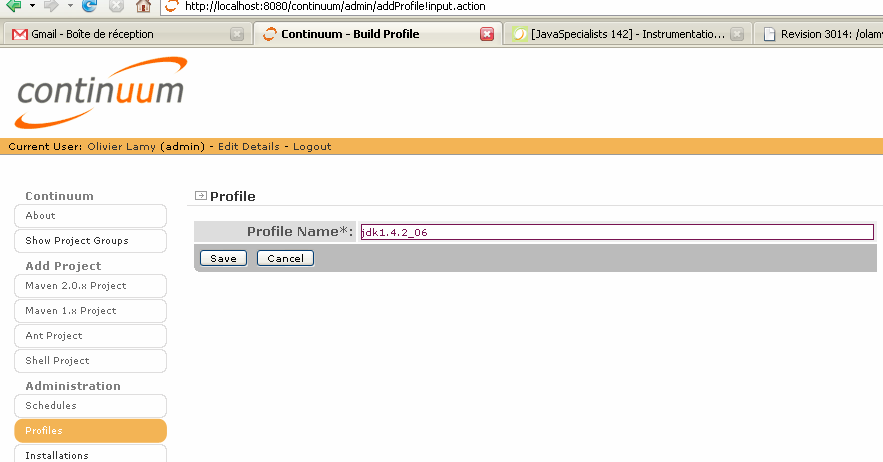 http://localhost:8080/continuum/admin/addProfile!input.action
Gmail - Boîte de réception
Continuum - Build Profile
[JavaSpecialists 142] - Instrumentatio...
Revision 3014: /olamy
continuum
Current User: Olivier Lamy (admin) - Edit Details - Logout
Continuum
About
Show Project Groups
Add Project
Maven 2.0.x Project
Maven 1.x Project
Ant Project
Shell Project
Administration
Schedules
Profiles
Installations
Profile
Profile Name*: jdk1.4.2_06
Save Cancel